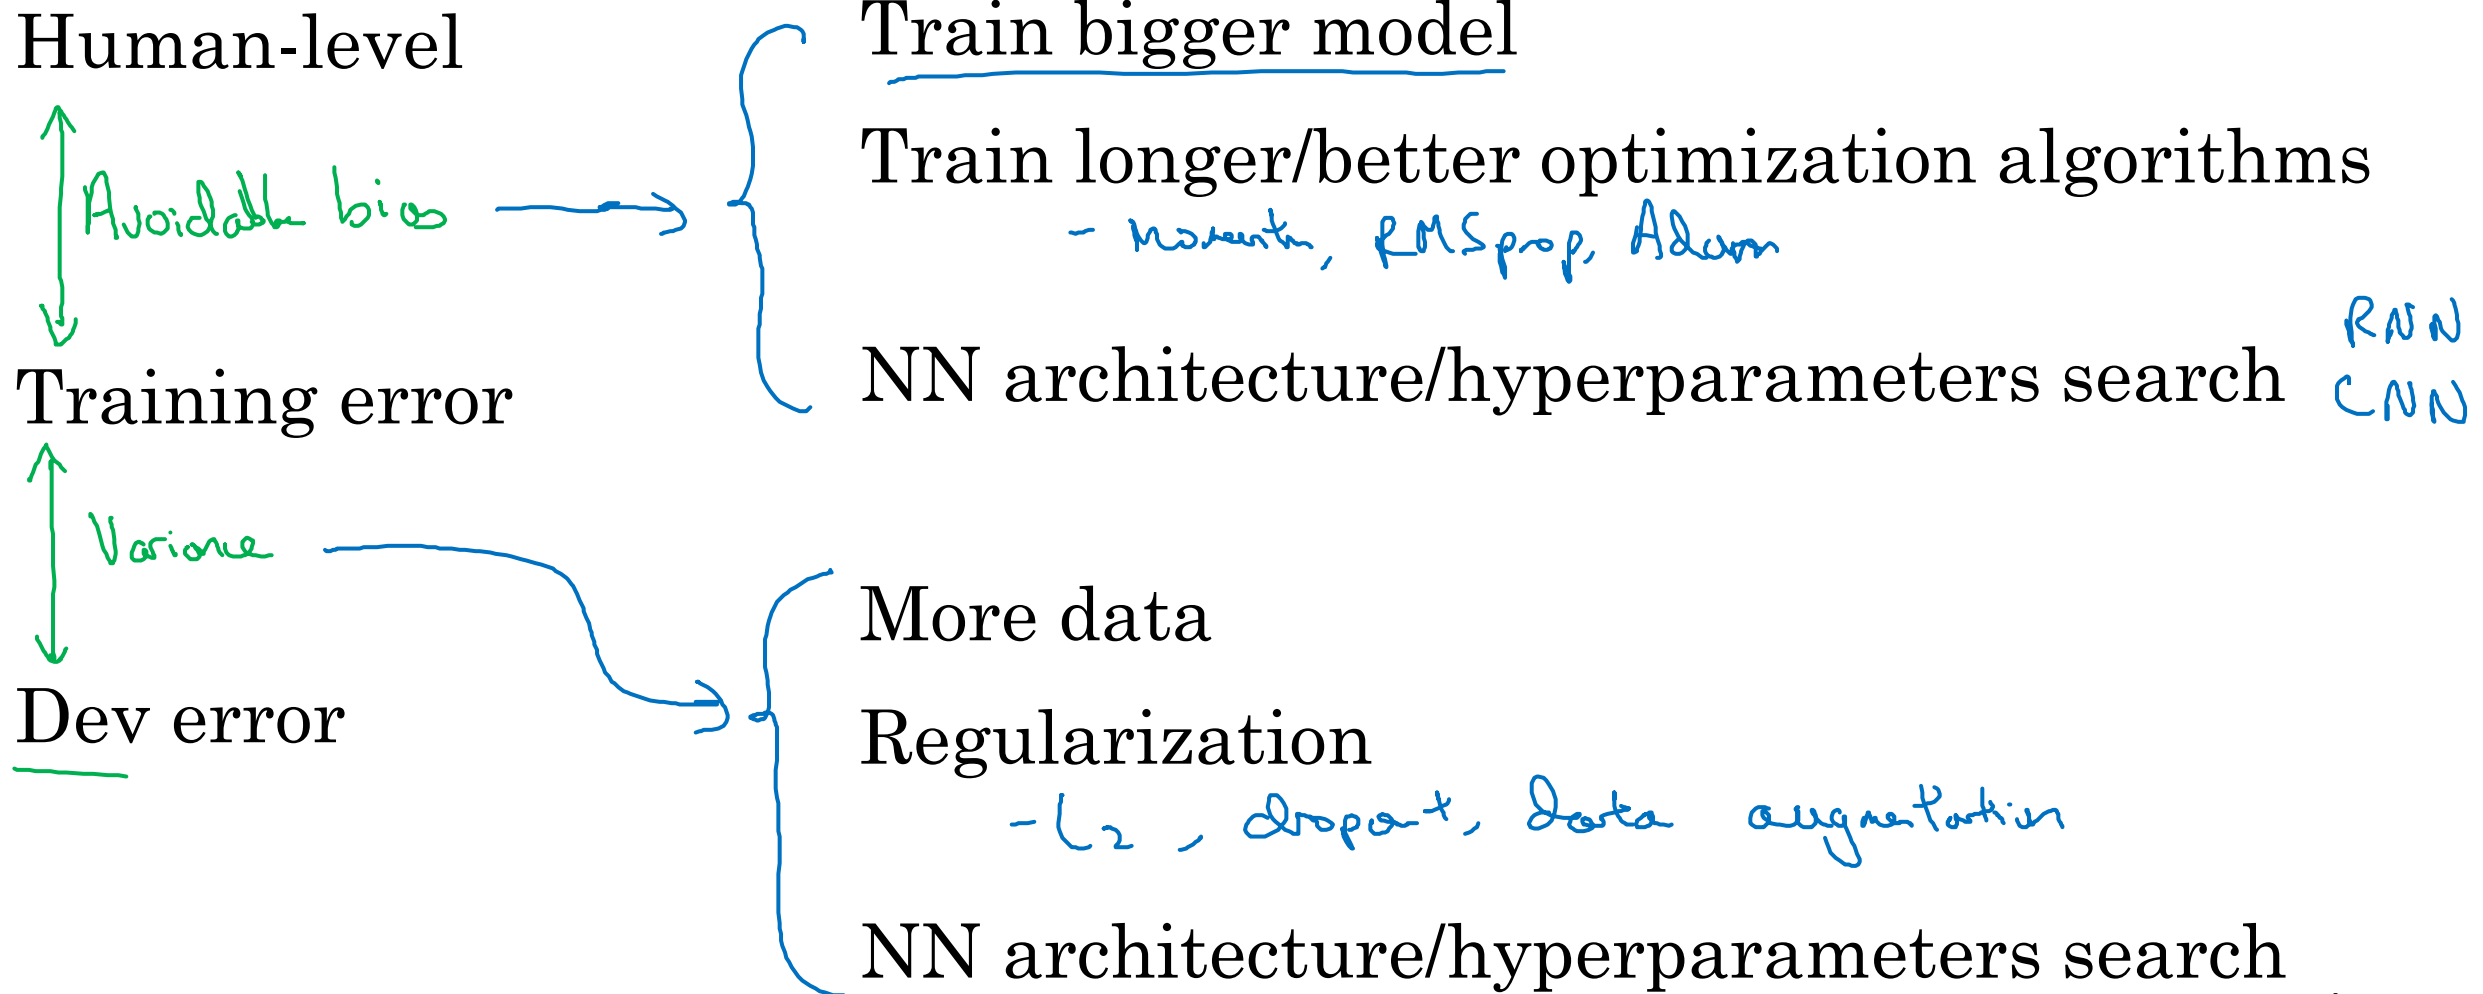 Human-level
Avoidable bias
Training error
Variance
Dev error
Train bigger model
Train longer/better optimization algorithms
- momentum, RMSprop, Adam
NN architecture/hyperparameters search
RNN
CNN
More data
Regularization
- L2, dropout, data augmentation
NN architecture/hyperparameters search